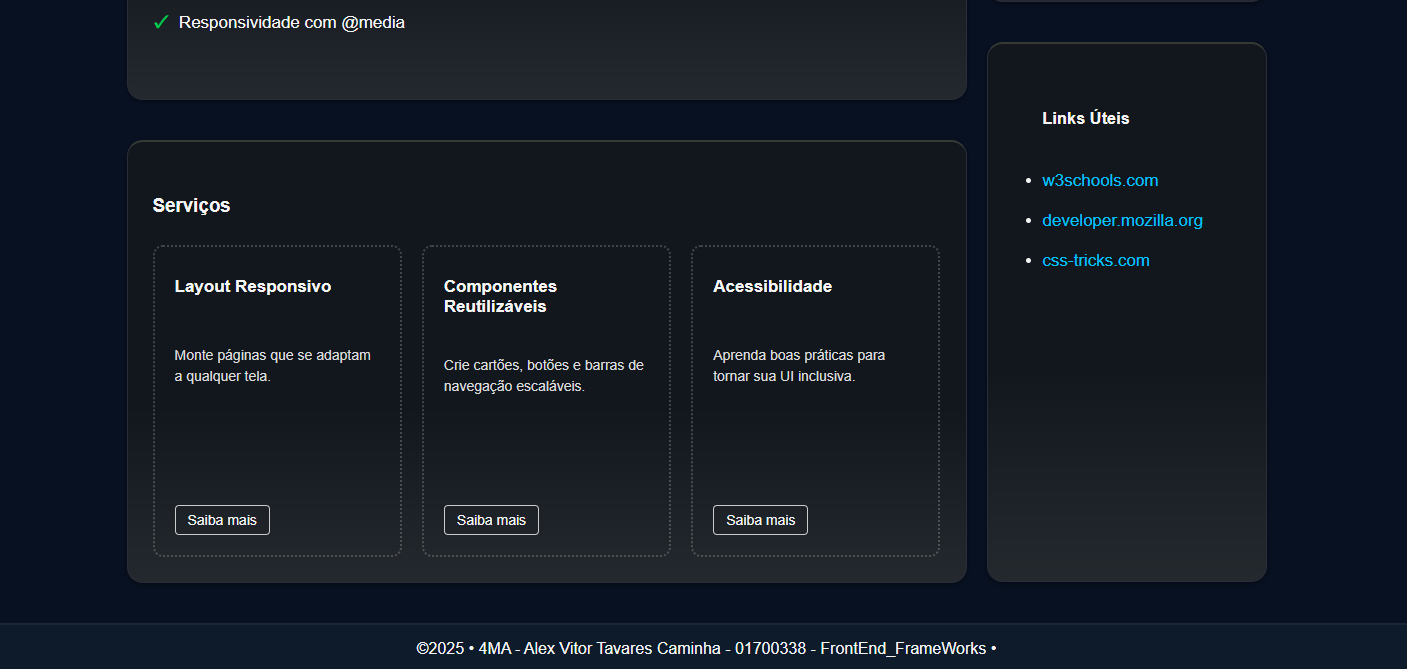 ✓ Responsividade com @media
Serviços
Layout Responsivo
Monte páginas que se adaptam
a qualquer tela.
Saiba mais
Componentes
Reutilizáveis
Crie cartões, botões e barras de
navegação escaláveis.
Saiba mais
Acessibilidade
Aprenda boas práticas para
tornar sua UI inclusiva.
Saiba mais
Links Úteis
• w3schools.com
• developer.mozilla.org
• css-tricks.com
©2025 • 4MA - Alex Vitor Tavares Caminha - 01700338 - FrontEnd_FrameWorks •